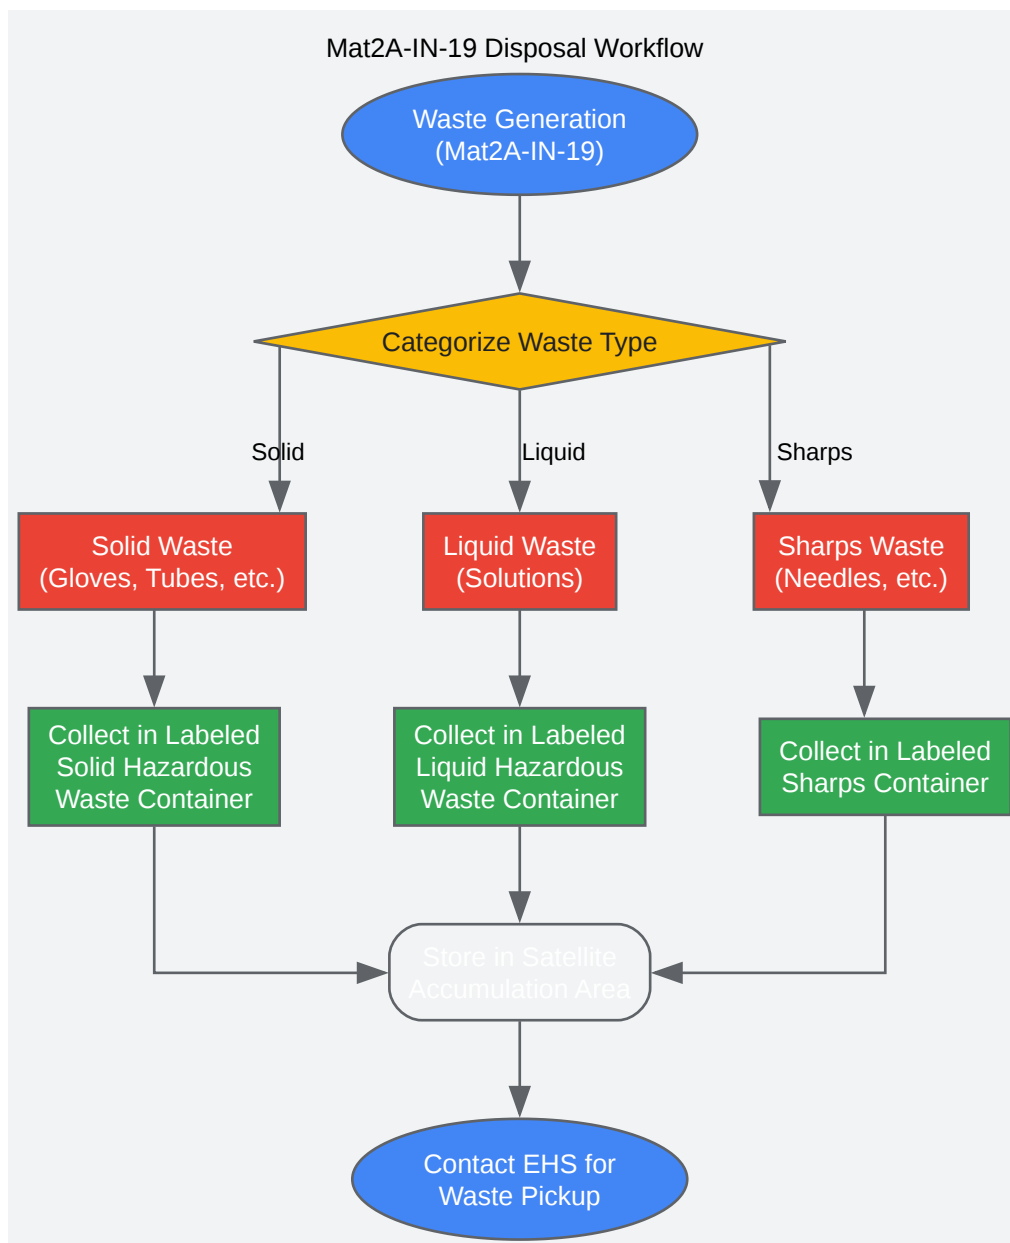 Mat2A-IN-19 Disposal Workflow
Waste Generation
(Mat2A-IN-19)
Categorize Waste Type
Solid
Liquid
Sharps
Solid Waste
(Gloves, Tubes, etc.)
Liquid Waste
(Solutions)
Sharps Waste
(Needles, etc.)
Collect in Labeled
Solid Hazardous
Waste Container
Collect in Labeled
Liquid Hazardous
Waste Container
Collect in Labeled
Sharps Container
Store in Satellite
Accumulation Area
Contact EHS for
Waste Pickup